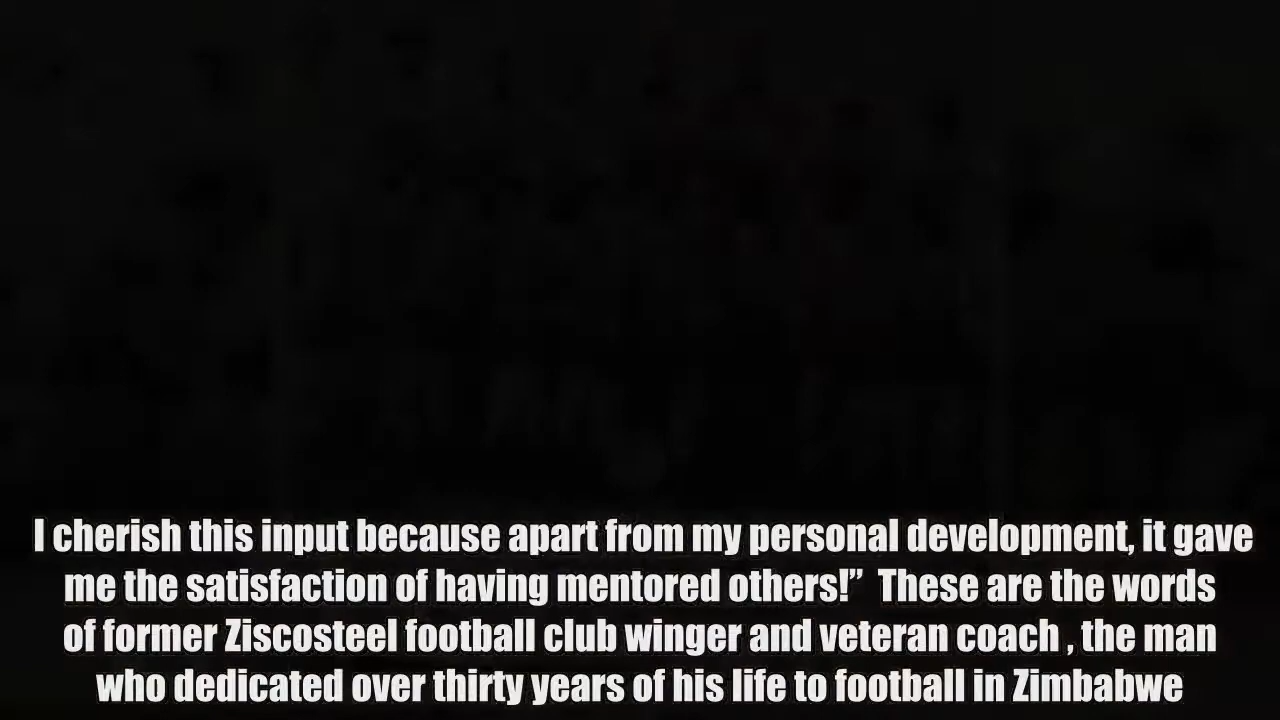 I cherish this input because apart from my personal development, it gave
me the satisfaction of having mentored others!”  These are the words
of former Ziscosteel football club winger and veteran coach , the man
who dedicated over thirty years of his life to football in Zimbabwe